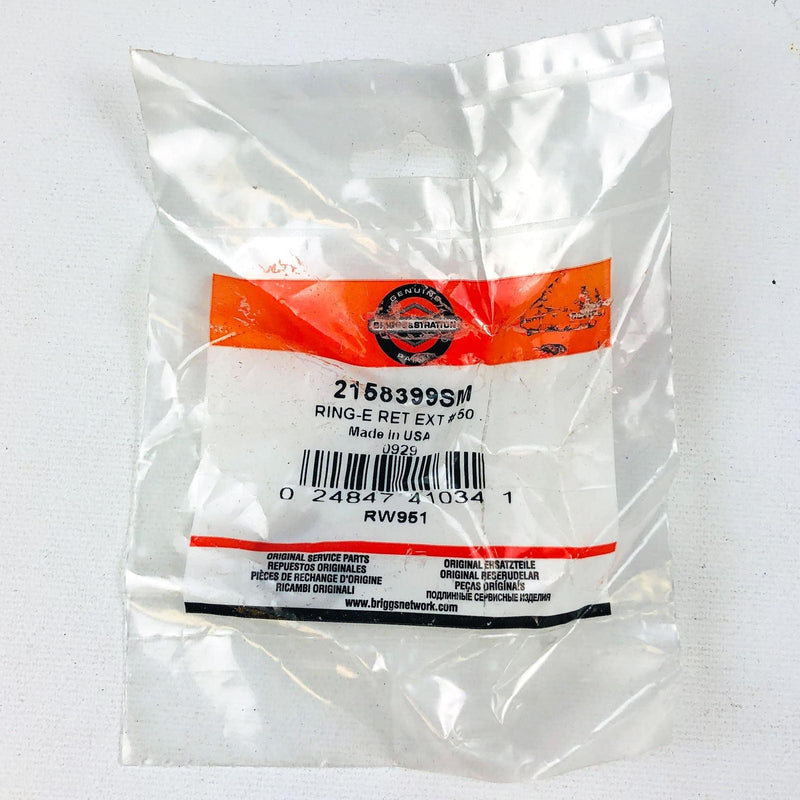 GENUINE
BRIGGS & STRATTON
PARTS
2158399SM
RING-E RET EXT #50
Made in USA
0929
0 24847 41034 1
RW951
ORIGINAL SERVICE PARTS
REPUESTOS ORIGINALES
PIÈCES DE RECHANGE D'ORIGINE
RICAMBI ORIGINALI
ORIGINAL ERSATZTEILE
ORIGINAL RESERUDELAR
PEÇAS ORIGINAIS
ПОДЛИННЫЕ СЕРВИСНЫЕ ИЗДЕЛИЯ
www.briggsnetwork.com